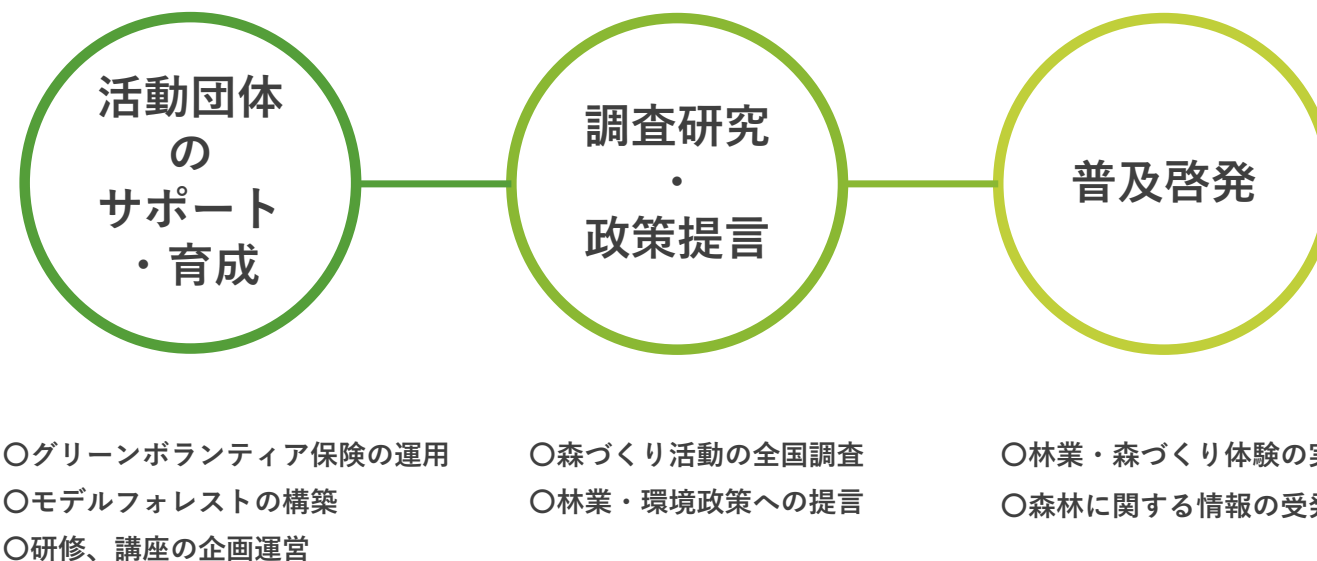 活動団体
の
サポート
・育成
調査研究
・
政策提言
普及啓発
〇グリーンボランティア保険の運用
〇モデルフォレストの構築
〇研修、講座の企画運営
〇森づくり活動の全国調査
〇林業・環境政策への提言
〇林業・森づくり体験の
〇森林に関する情報の受